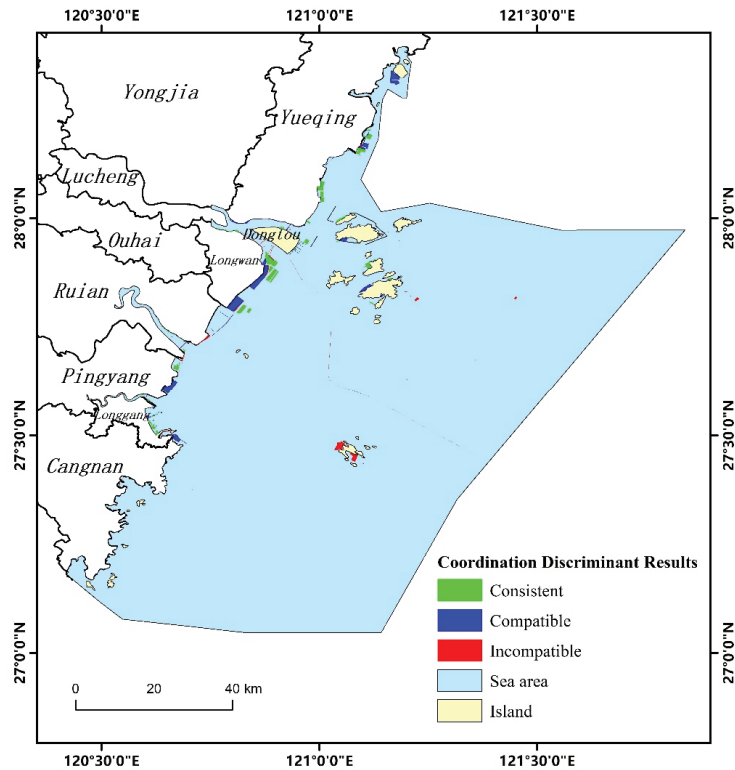 120°30'0"E 121°0'0"E 121°30'0"E
Yongjia
Yueqing
Lucheng
28°0'0"N 28°0'0"N
Dongtou
Ouhai
Longwan
Ruian
Pingyang
Longgang
27°30'0"N 27°30'0"N
Cangnan
Coordination Discriminant Results
Consistent
Compatible
Incompatible
Sea area
Island
27°0'0"N 27°0'0"N
0 20 40 km
120°30'0"E 121°0'0"E 121°30'0"E